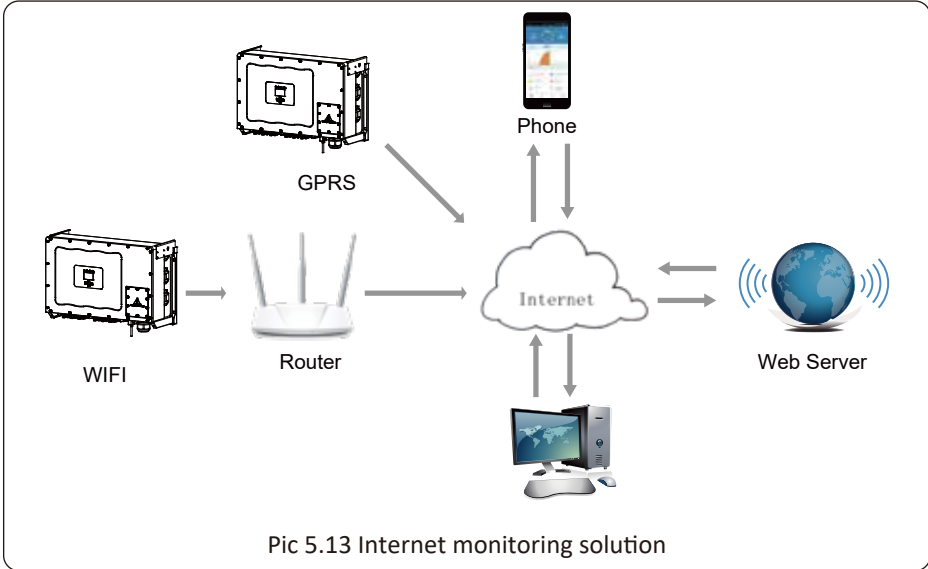 Phone
GPRS
Internet
WIFI
Router
Web Server
Pic 5.13 Internet monitoring solution